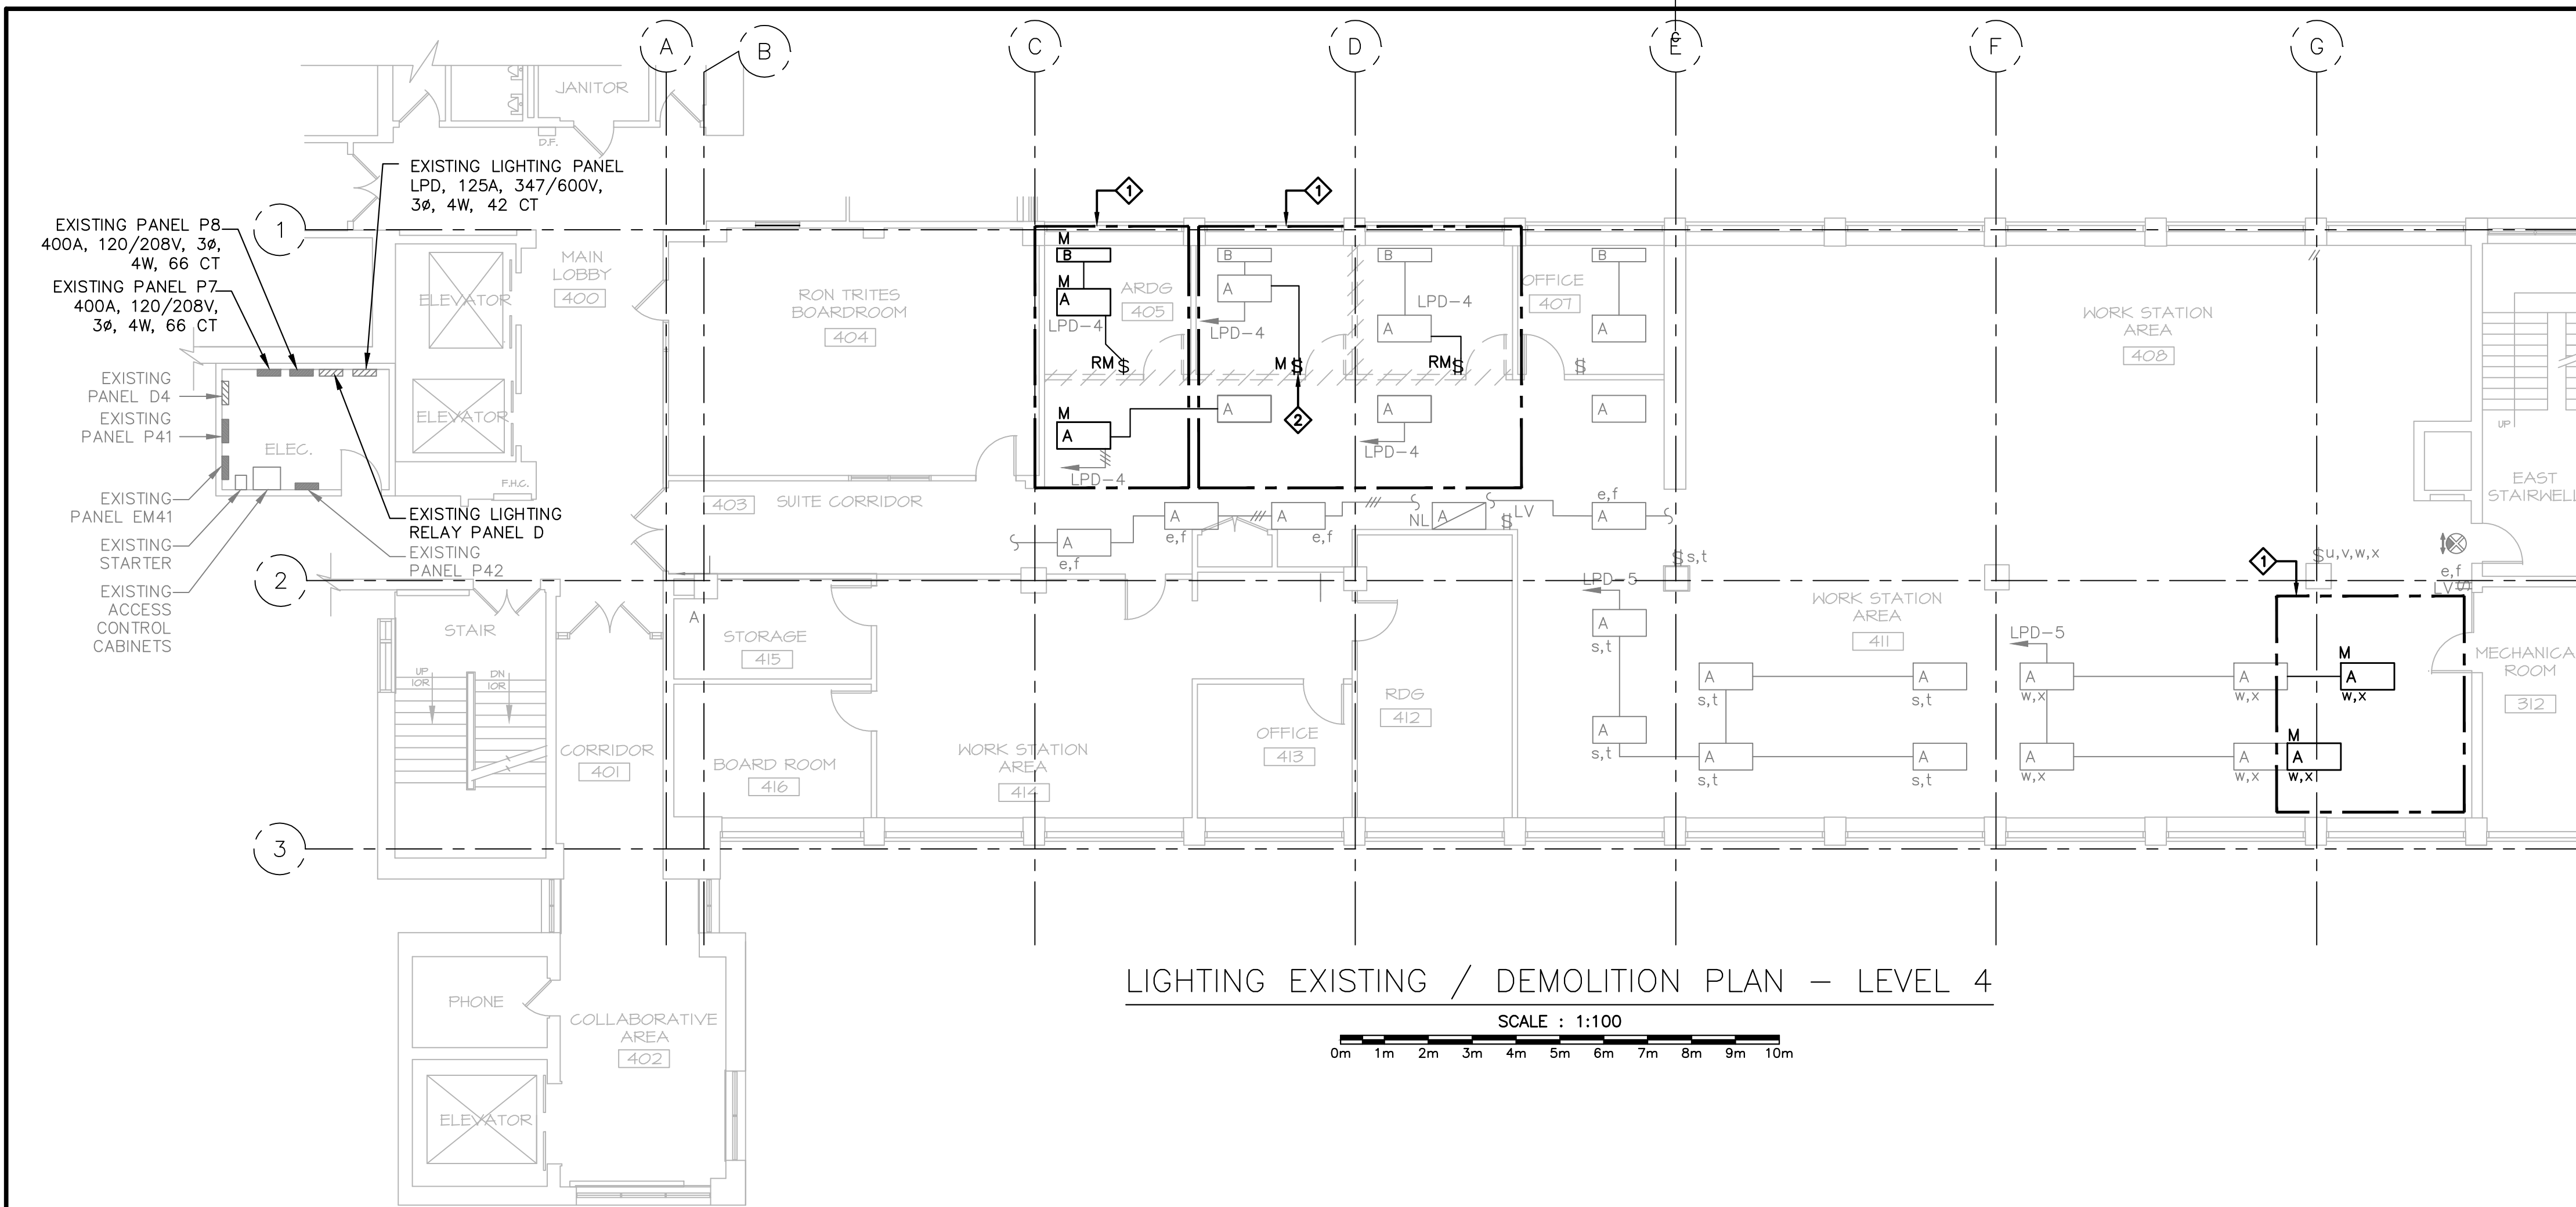 A
B
C
D
E
F
G
JANITOR
D.F.
EXISTING LIGHTING PANEL
LPD, 125A, 347/600V,
3ø, 4W, 42 CT
EXISTING PANEL P8
400A, 120/208V, 3ø,
4W, 66 CT
EXISTING PANEL P7
400A, 120/208V,
3ø, 4W, 66 CT
1
EXISTING
PANEL D4
EXISTING
PANEL P41
EXISTING
PANEL EM41
EXISTING
STARTER
EXISTING
ACCESS
CONTROL
CABINETS
ELEC.
EXISTING LIGHTING
RELAY PANEL D
EXISTING
PANEL P42
MAIN
LOBBY
400
ELEVATOR
ELEVATOR
F.H.C.
RON TRITES
BOARDROOM
404
403
SUITE CORRIDOR
1
1
M
B
M
A
LPD-4
ARDG
405
RM $
M
A
LPD-4
B
A
LPD-4
M $
A
2
B
LPD-4
A
RM $
A
LPD-4
OFFICE
407
B
A
$
A
WORK STATION
AREA
408
UP
EAST
STAIRWELL
A
e,f
A
e,f
A
e,f
NL
A
$
LV
e,f
A
$ s,t
$ u,v,w,x
1
e,f
LV
2
STAIR
UP
10R
DN
10R
CORRIDOR
401
A
STORAGE
415
BOARD ROOM
416
WORK STATION
AREA
414
OFFICE
413
RDG
412
LPD-5
A
s,t
A
s,t
A
s,t
A
s,t
A
s,t
A
s,t
WORK STATION
AREA
411
LPD-5
A
w,x
A
w,x
A
w,x
A
w,x
M
A
w,x
M
A
w,x
MECHANICA
ROOM
312
3
PHONE
COLLABORATIVE
AREA
402
ELEVATOR
LIGHTING EXISTING / DEMOLITION PLAN - LEVEL 4
SCALE : 1:100
0m 1m 2m 3m 4m 5m 6m 7m 8m 9m 10m